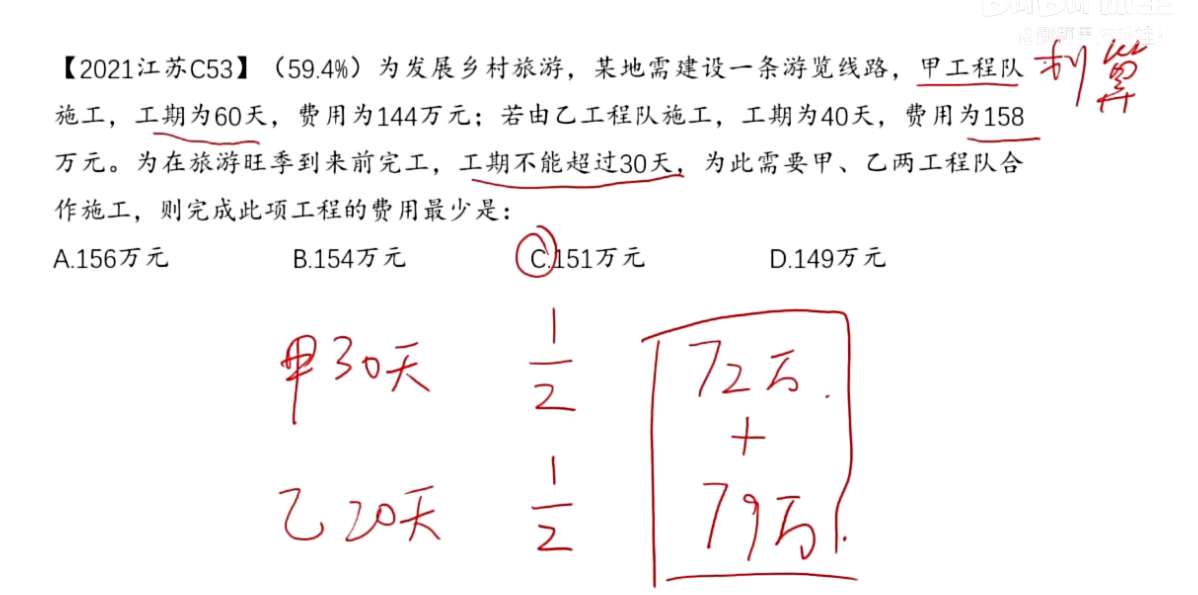 【2021江苏C53】（59.4%）为发展乡村旅游，某地需建设一条游览线路，甲工程队
划算
施工，工期为60天，费用为144万元；若由乙工程队施工，工期为40天，费用为158
万元。为在旅游旺季到来前完工，工期不能超过30天，为此需要甲、乙两工程队合
作施工，则完成此项工程的费用最少是：
A.156万元 B.154万元 C.151万元 D.149万元
甲30天 1/2 72万.
+
乙20天 1/2 79万.